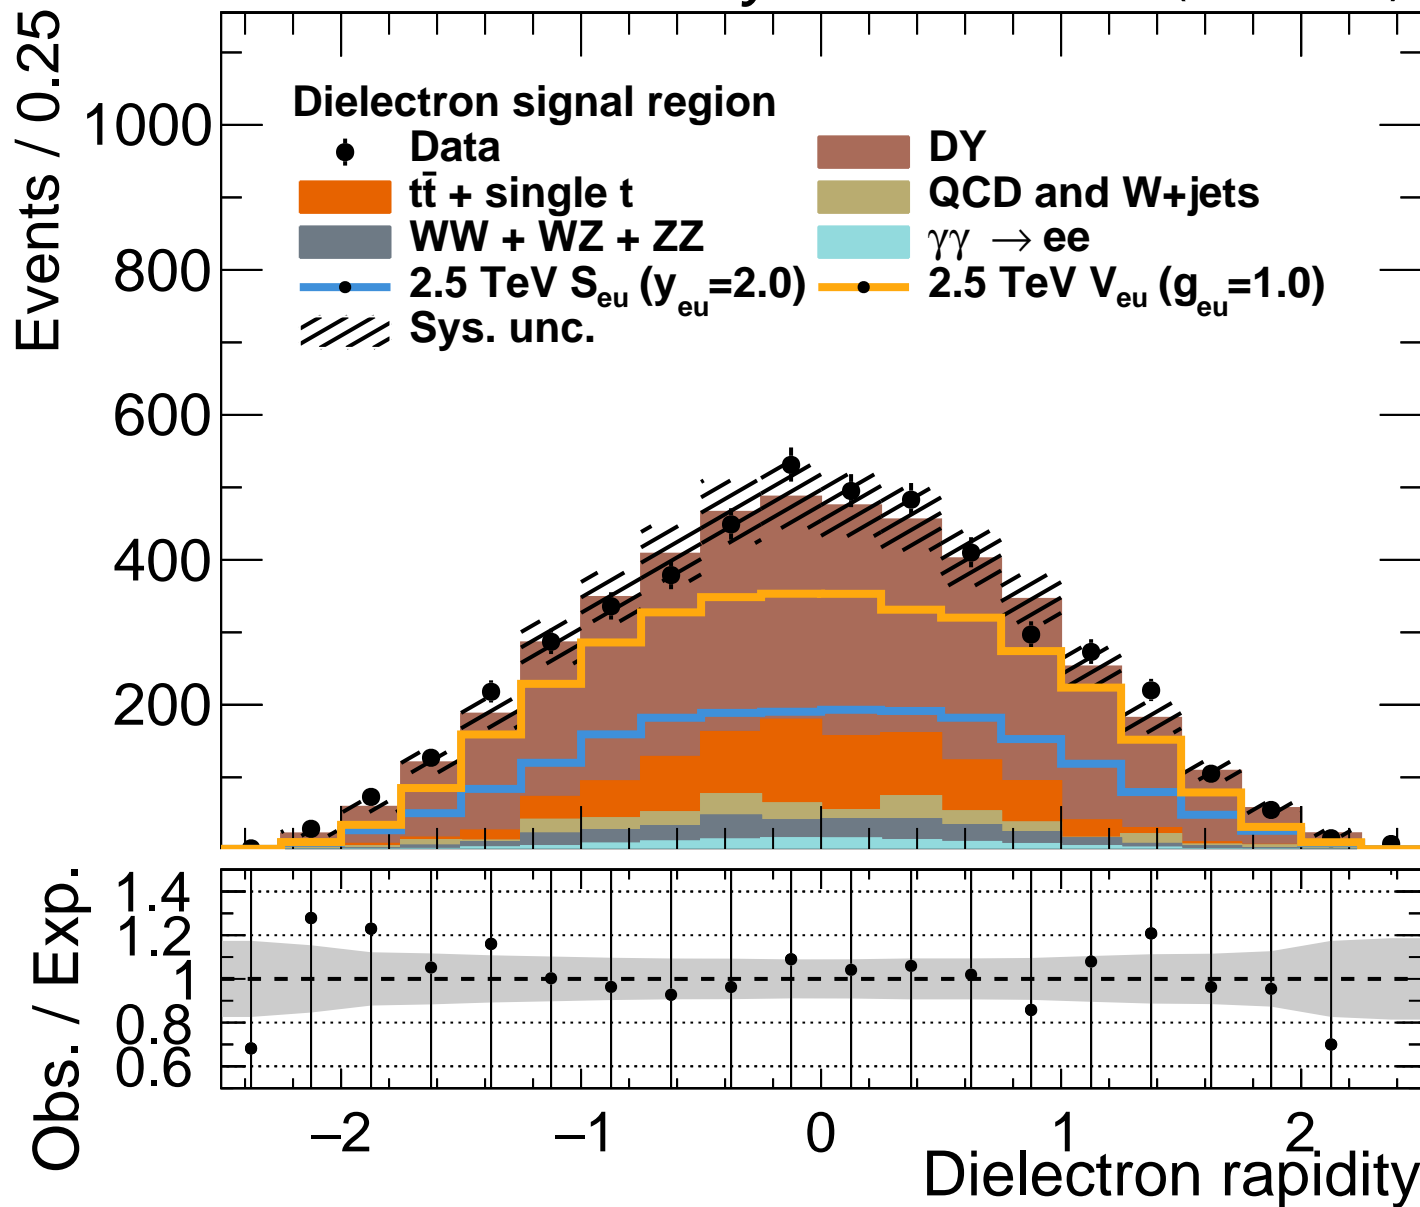 Events / 0.25
1000
800
600
400
200
Dielectron signal region
Data
DY
tt̄ + single t
QCD and W+jets
WW + WZ + ZZ
γγ → ee
2.5 TeV S_eu (y_eu=2.0)
2.5 TeV V_eu (g_eu=1.0)
Sys. unc.
Obs. / Exp.
1.4
1.2
1
0.8
0.6
−2 −1 0 1 2
Dielectron rapidity